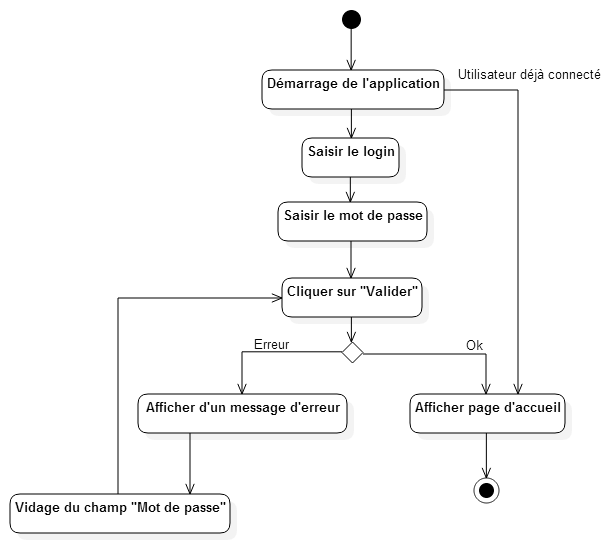 Utilisateur déjà connecté
Démarrage de l'application
Saisir le login
Saisir le mot de passe
Cliquer sur "Valider"
Erreur
Ok
Afficher d'un message d'erreur
Afficher page d'accueil
Vidage du champ "Mot de passe"